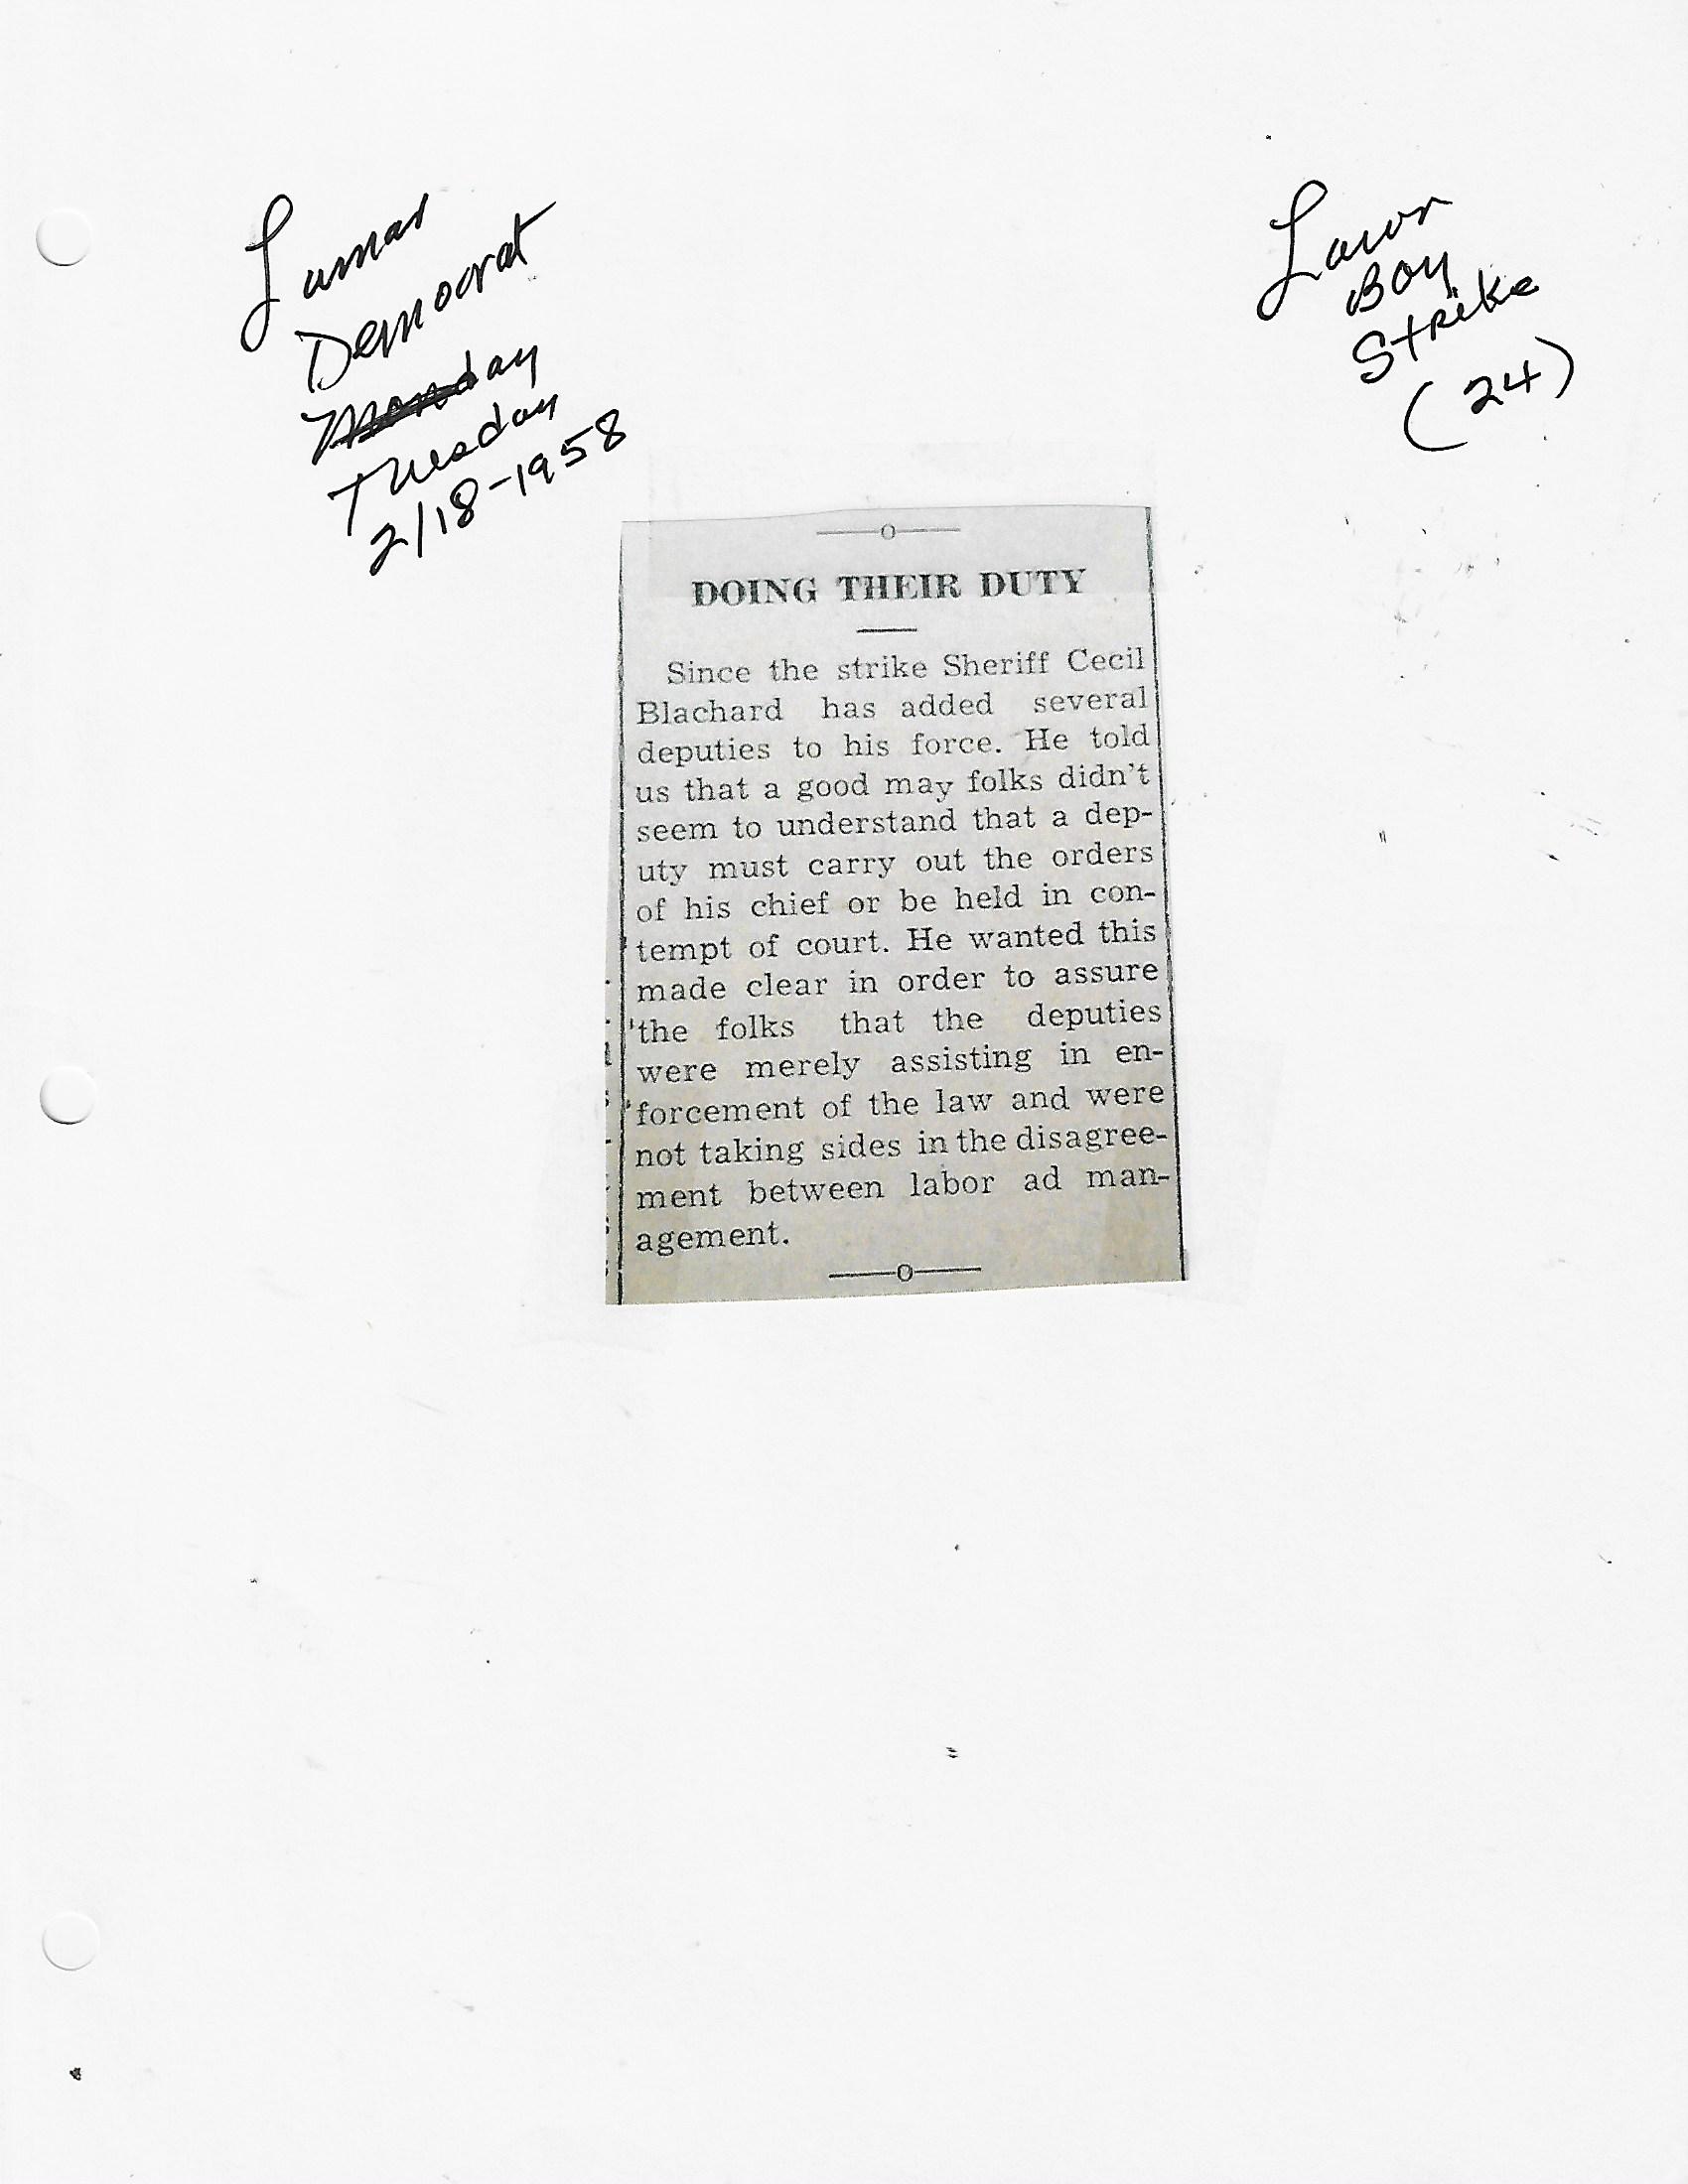 Lamar
Democrat
Monday
Tuesday
2/18-1958
Lawn
Boy
Strike
(24)
DOING THEIR DUTY
Since the strike Sheriff Cecil
Blachard has added several
deputies to his force. He told
us that a good may folks didn't
seem to understand that a dep-
uty must carry out the orders
of his chief or be held in con-
tempt of court. He wanted this
made clear in order to assure
the folks that the deputies
were merely assisting in en-
forcement of the law and were
not taking sides in the disagree-
ment between labor ad man-
agement.